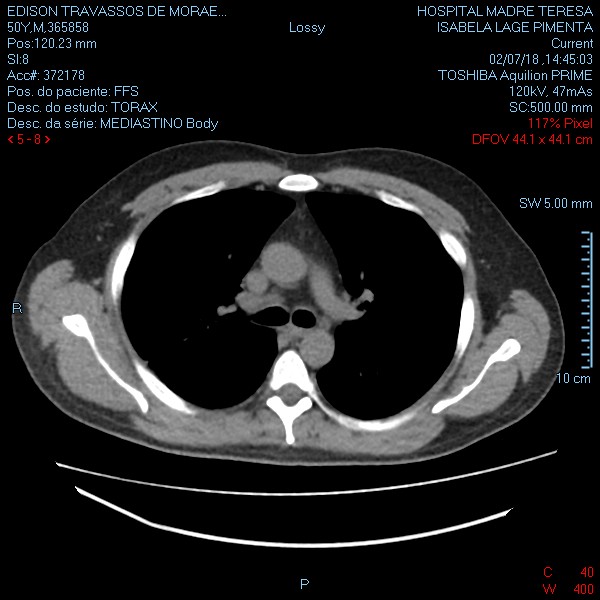 EDISON TRAVASSOS DE MORAE...
50Y,M,365858
Pos:120.23 mm
SI:8
Acc#: 372178
Pos. do paciente: FFS
Desc. do estudo: TORAX
Desc. da série: MEDIASTINO Body
< 5 - 8 >
Lossy
HOSPITAL MADRE TERESA
ISABELA LAGE PIMENTA
Current
02/07/18 ,14:45:03
TOSHIBA Aquilion PRIME
120kV, 47mAs
SC:500.00 mm
117% Pixel
DFOV 44.1 x 44.1 cm
SW 5.00 mm
R
10 cm
P
C 40
W 400